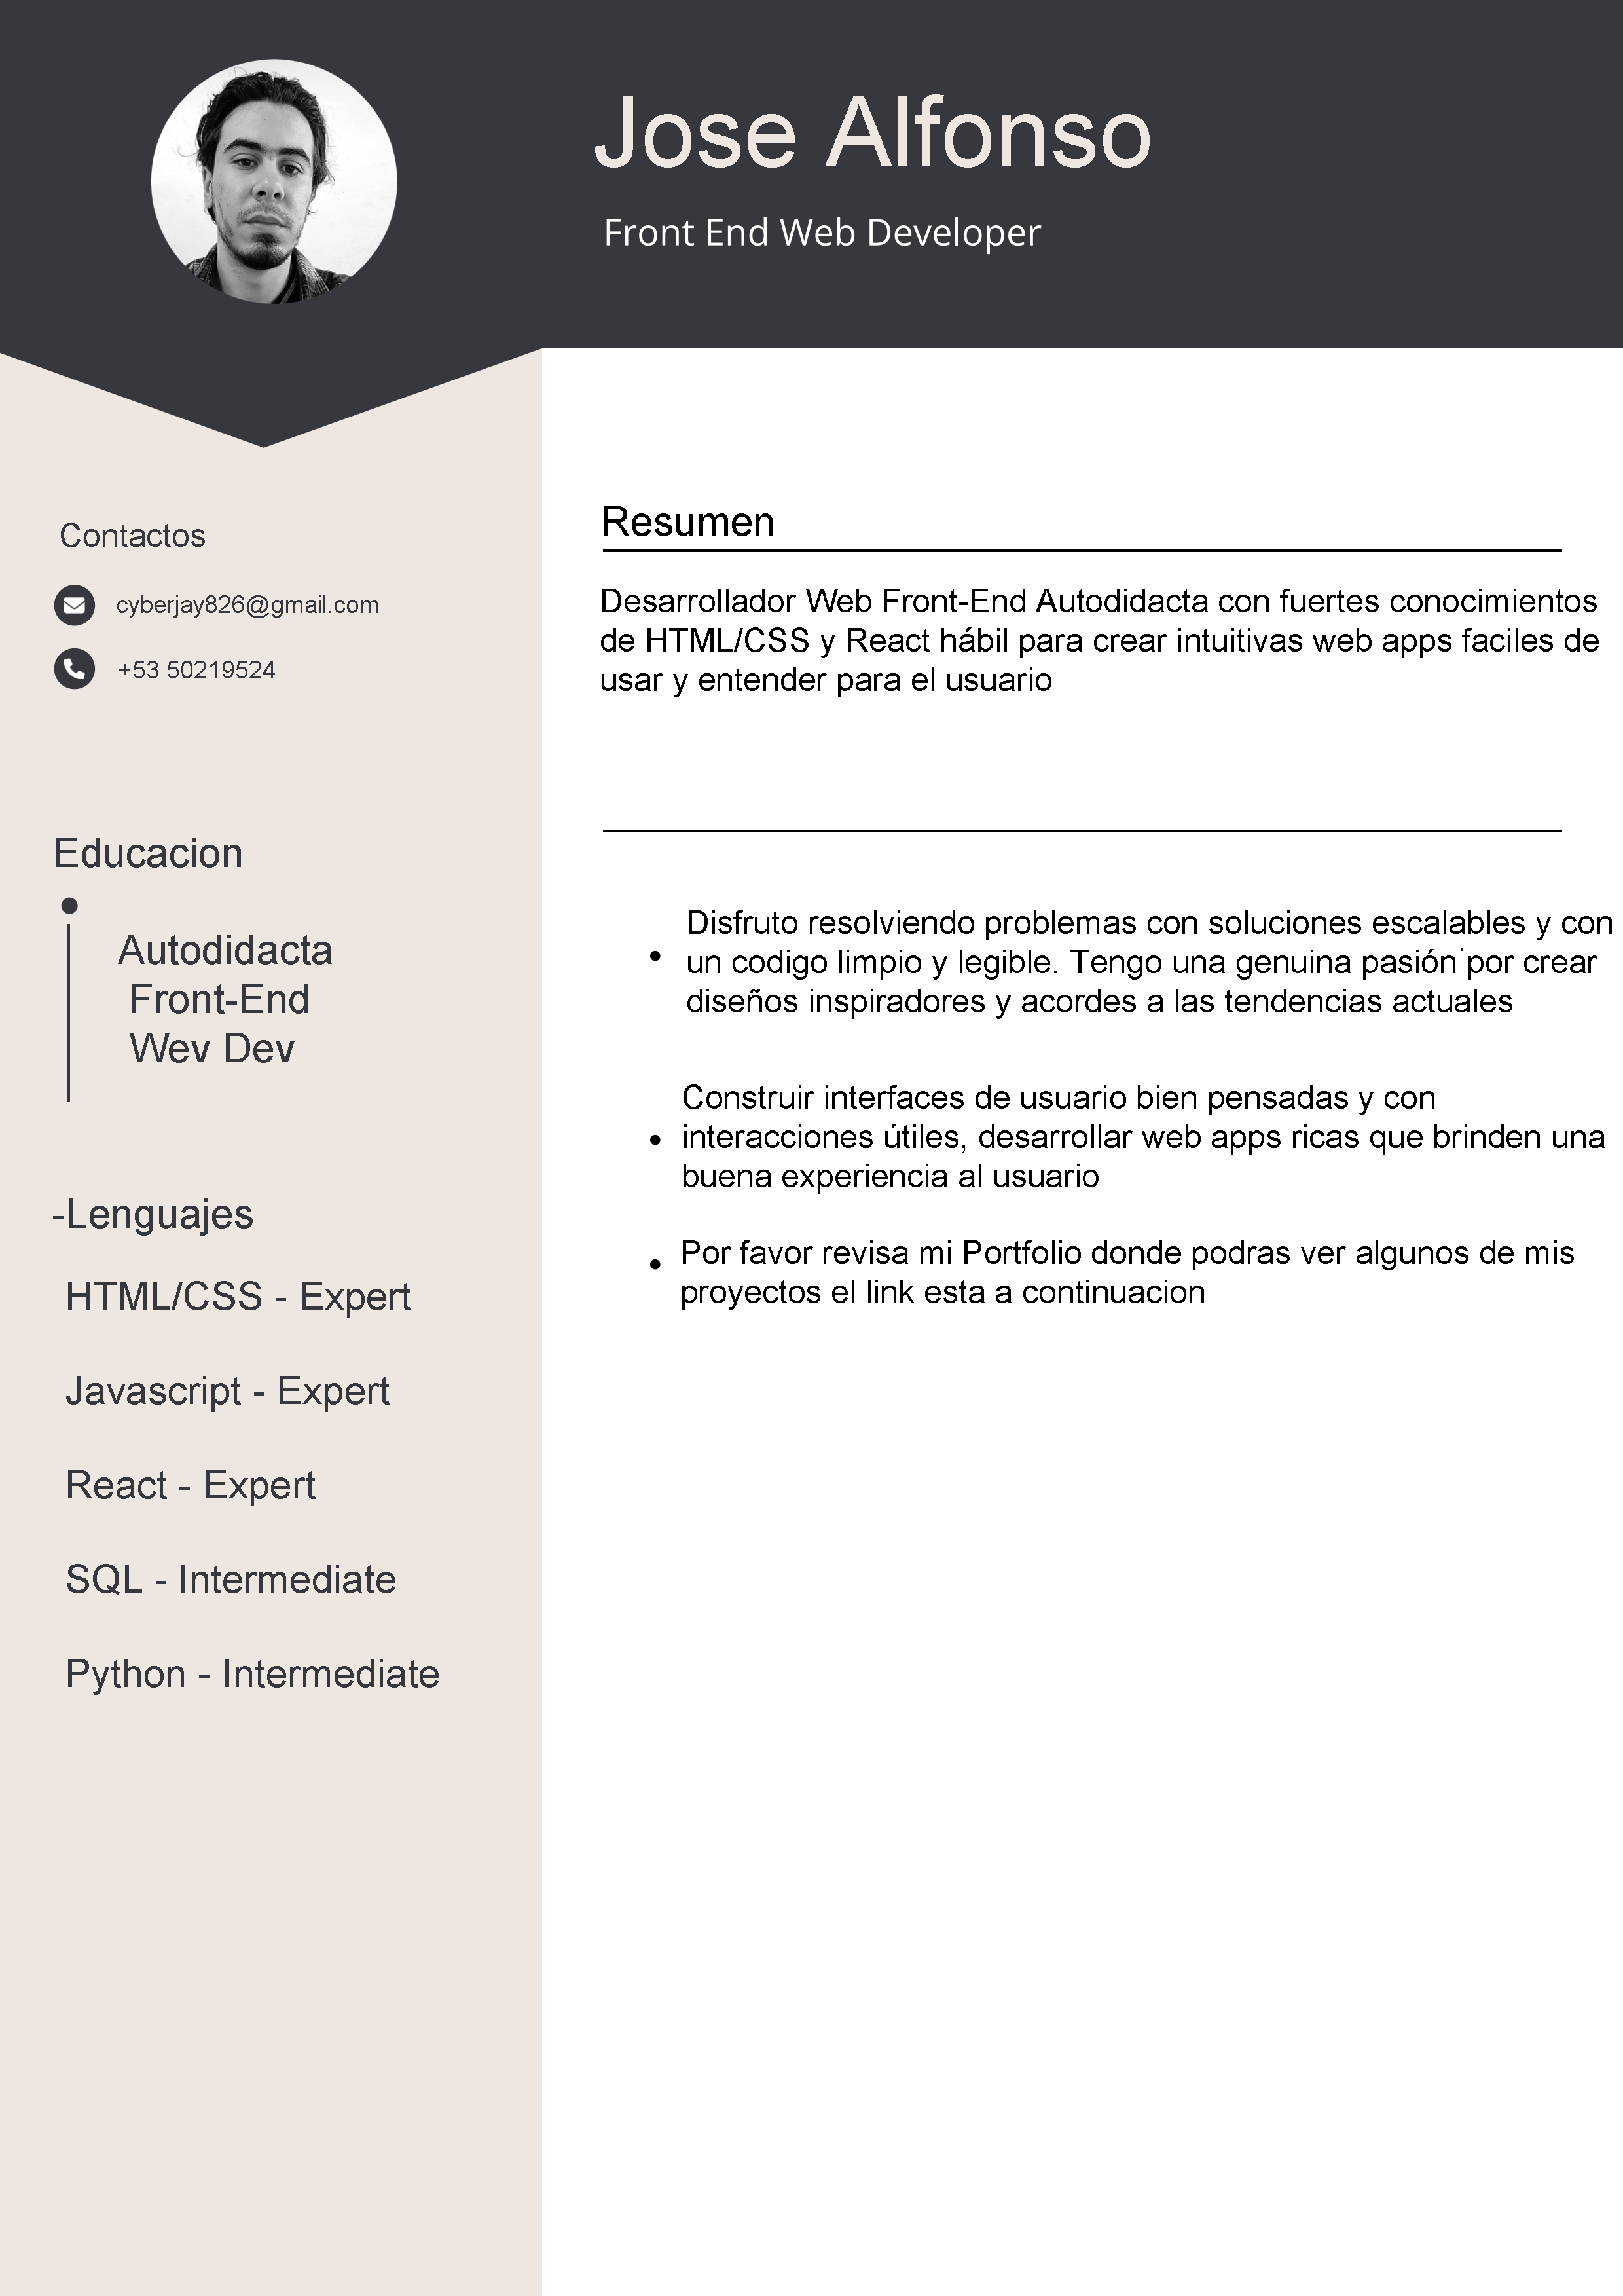 Jose Alfonso
Front End Web Developer
Contactos
cyberjay826@gmail.com
+53 50219524
Educacion
Autodidacta
Front-End
Wev Dev
-Lenguajes
HTML/CSS - Expert
Javascript - Expert
React - Expert
SQL - Intermediate
Python - Intermediate
Resumen
Desarrollador Web Front-End Autodidacta con fuertes conocimientos
de HTML/CSS y React hábil para crear intuitivas web apps faciles de
usar y entender para el usuario
Disfruto resolviendo problemas con soluciones escalables y con
un codigo limpio y legible. Tengo una genuina pasión por crear
diseños inspiradores y acordes a las tendencias actuales
Construir interfaces de usuario bien pensadas y con
interacciones útiles, desarrollar web apps ricas que brinden una
buena experiencia al usuario
Por favor revisa mi Portfolio donde podras ver algunos de mis
proyectos el link esta a continuacion